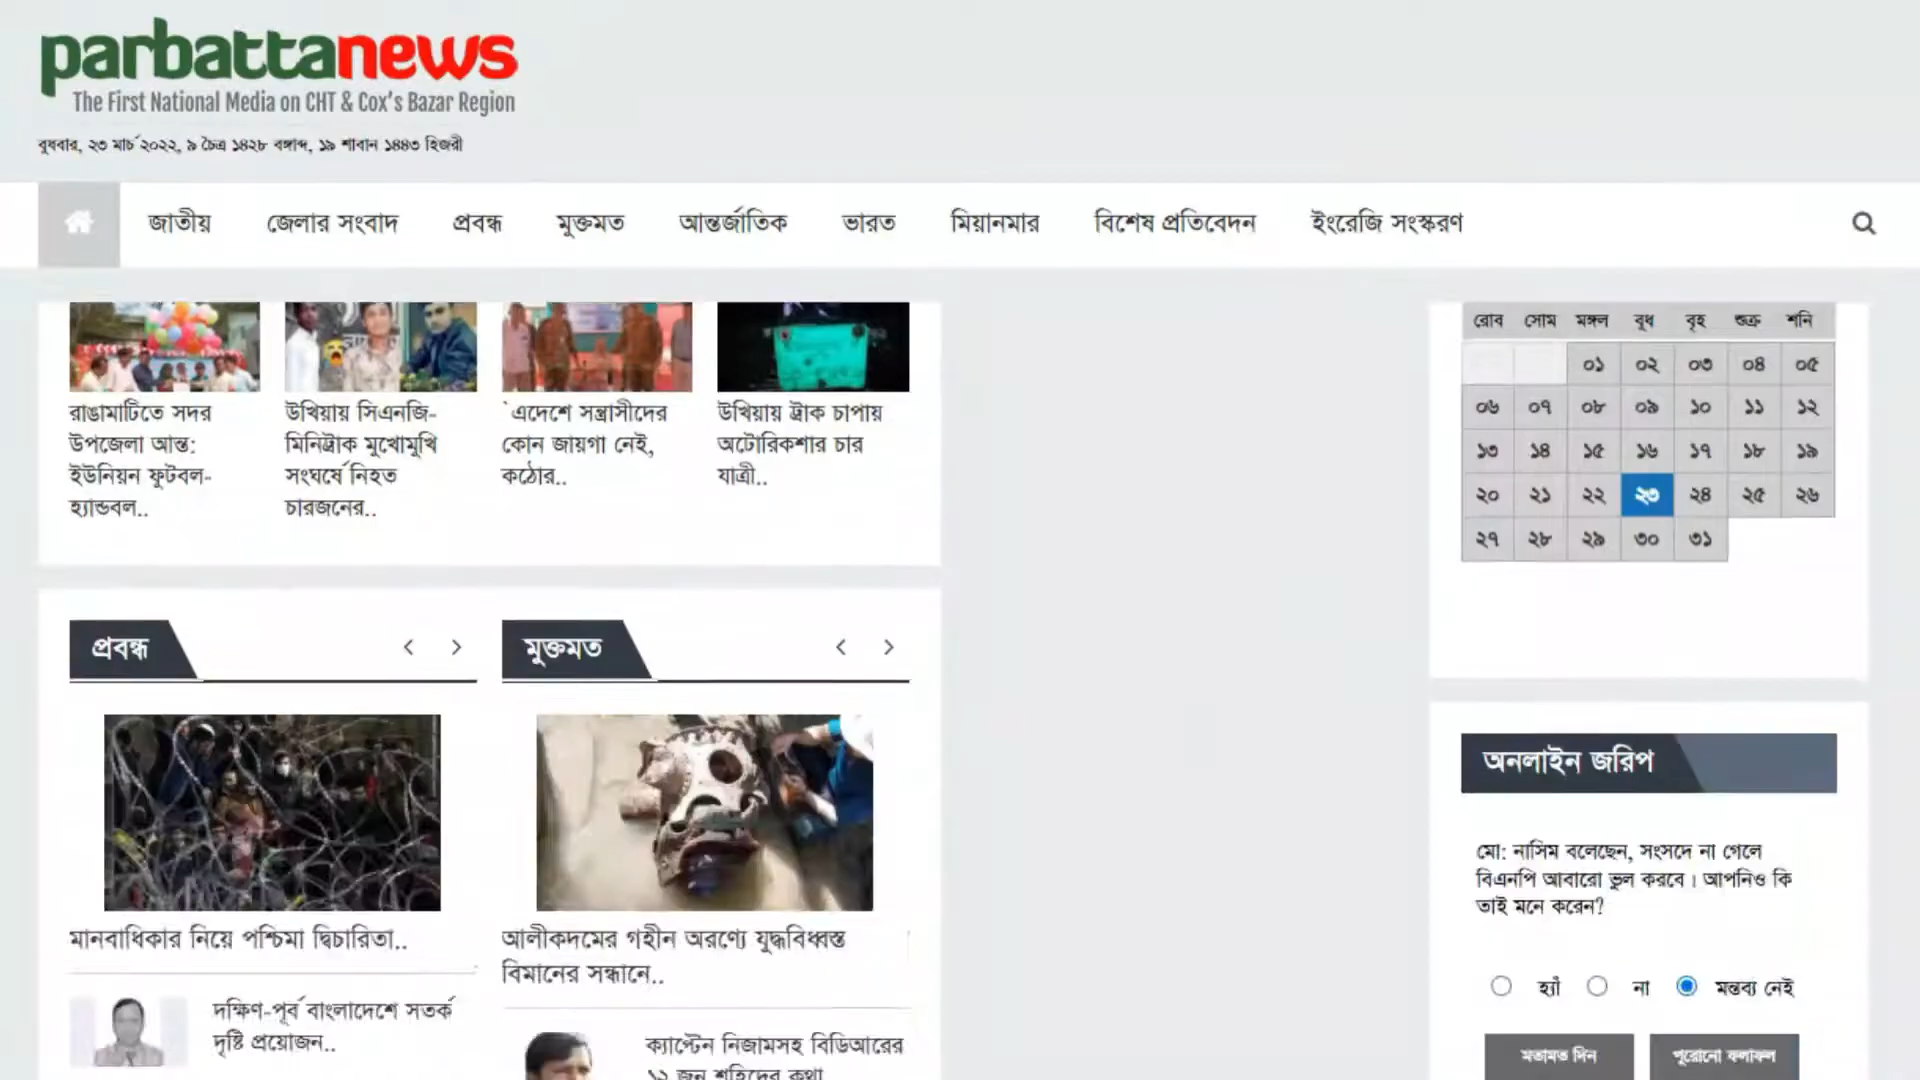 parbattanews
The First National Media on CHT & Cox's Bazar Region
বুধবার, ২৩ মার্চ ২০২২, ৯ চৈত্র ১৪২৮ বঙ্গাব্দ, ১৯ শাবান ১৪৪৩ হিজরী
জাতীয় জেলার সংবাদ প্রবন্ধ মুক্তমত আন্তর্জাতিক ভারত মিয়ানমার বিশেষ প্রতিবেদন ইংরেজি সংস্করণ
রাঙামাটিতে সদর
উপজেলা আন্ত:
ইউনিয়ন ফুটবল-
হ্যান্ডবল..
উখিয়ায় সিএনজি-
মিনিট্রাক মুখোমুখি
সংঘর্ষে নিহত
চারজনের..
`এদেশে সন্ত্রাসীদের
কোন জায়গা নেই,
কঠোর..
উখিয়ায় ট্রাক চাপায়
অটোরিকশার চার
যাত্রী..
রোব সোম মঙ্গল বুধ বৃহ শুক্র শনি
০১ ০২ ০৩ ০৪ ০৫
০৬ ০৭ ০৮ ০৯ ১০ ১১ ১২
১৩ ১৪ ১৫ ১৬ ১৭ ১৮ ১৯
২০ ২১ ২২ ২৩ ২৪ ২৫ ২৬
২৭ ২৮ ২৯ ৩০ ৩১
প্রবন্ধ
মানবাধিকার নিয়ে পশ্চিমা দ্বিচারিতা..
দক্ষিণ-পূর্ব বাংলাদেশে সতর্ক
দৃষ্টি প্রয়োজন..
মুক্তমত
আলীকদমের গহীন অরণ্যে যুদ্ধবিধ্বস্ত
বিমানের সন্ধানে..
ক্যাপ্টেন নিজামসহ বিডিআরের
১২ জন শহিদের কথা
অনলাইন জরিপ
মো: নাসিম বলেছেন, সংসদে না গেলে
বিএনপি আবারো ভুল করবে। আপনিও কি
তাই মনে করেন?
হ্যাঁ না মন্তব্য নেই
মতামত দিন পুরোনো ফলাফল